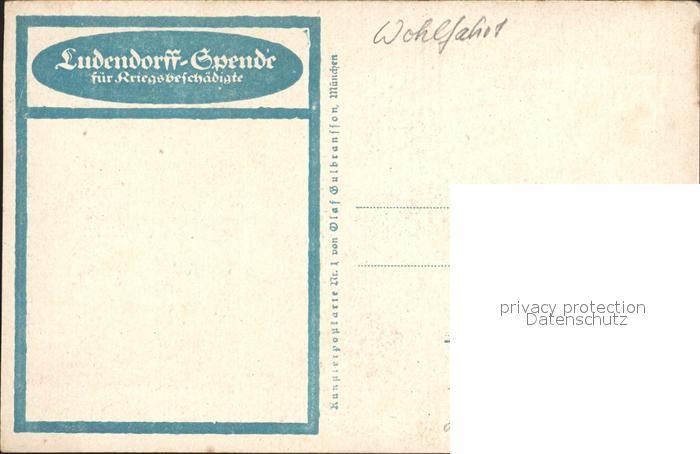 Ludendorff-Spende
für Kriegsbeschädigte
Wohlfahrt
Künstlerpostkarte Nr. 1 von Olaf Gulbransson, München
privacy protection
Datenschutz